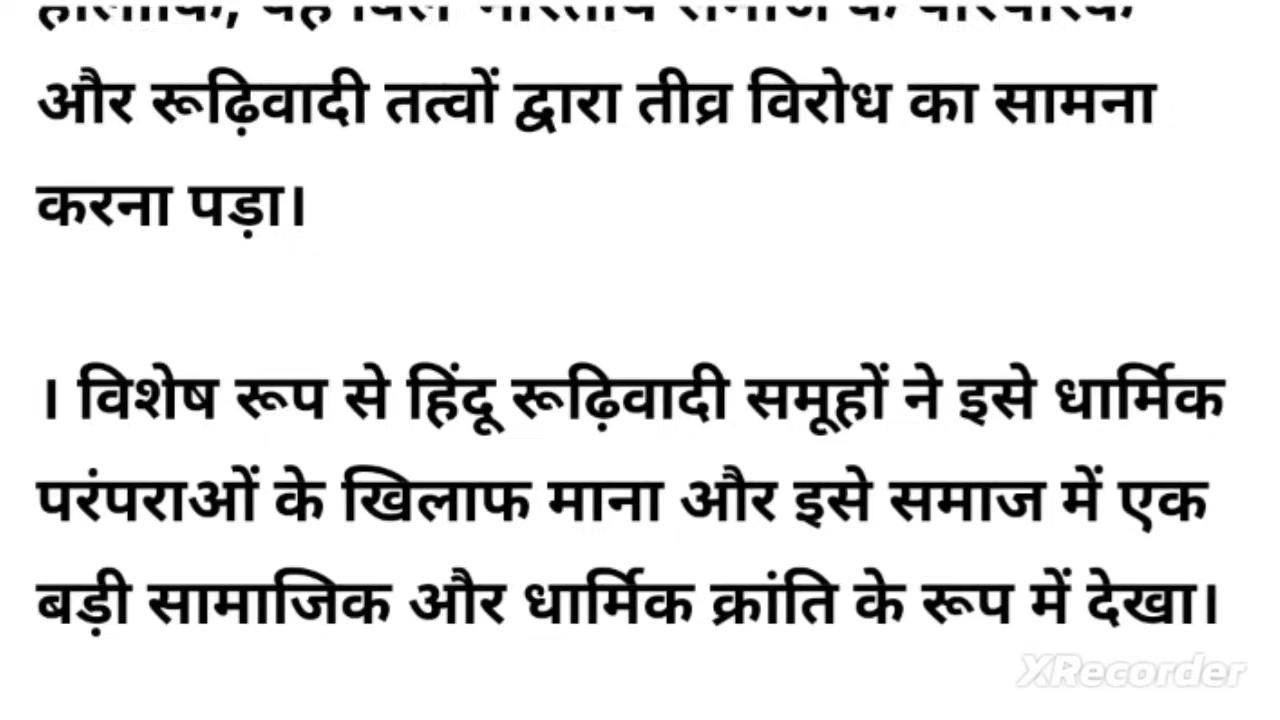 और रूढ़िवादी तत्वों द्वारा तीव्र विरोध का सामना
करना पड़ा।
। विशेष रूप से हिंदू रूढ़िवादी समूहों ने इसे धार्मिक
परंपराओं के खिलाफ माना और इसे समाज में एक
बड़ी सामाजिक और धार्मिक क्रांति के रूप में देखा।
XRecorder